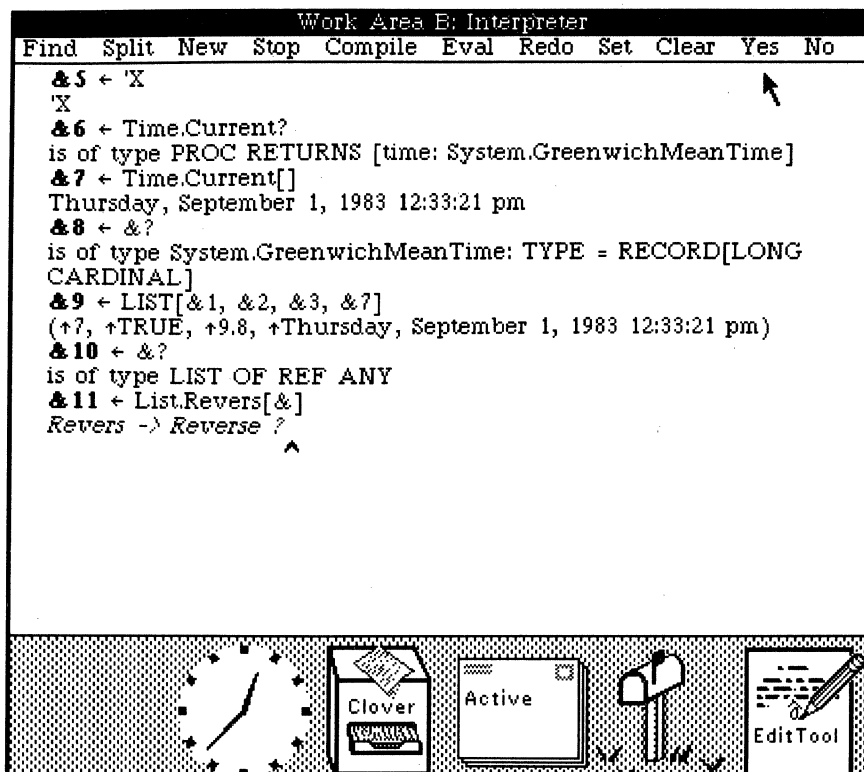 Work Area B: Interpreter
Find Split New Stop Compile Eval Redo Set Clear Yes No
&5 ← 'X
'X
&6 ← Time.Current?
is of type PROC RETURNS [time: System.GreenwichMeanTime]
&7 ← Time.Current[]
Thursday, September 1, 1983 12:33:21 pm
&8 ← &?
is of type System.GreenwichMeanTime: TYPE = RECORD[LONG
CARDINAL]
&9 ← LIST[&1, &2, &3, &7]
(↑7, ↑TRUE, ↑9.8, ↑Thursday, September 1, 1983 12:33:21 pm)
&10 ← &?
is of type LIST OF REF ANY
&11 ← List.Revers[&]
Revers -> Reverse ?
Clover
Active
EditTool